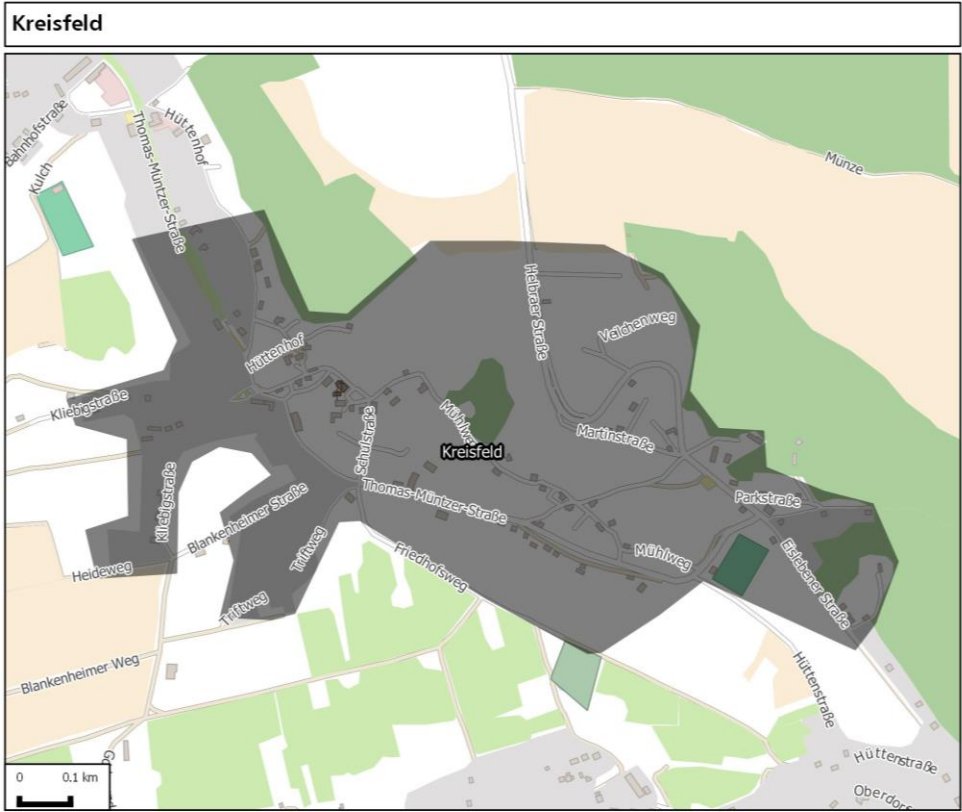 Kreisfeld
Bahnhofstraße
Kulch
Thomas-Müntzer-Straße
Hüttenhof
Münze
Helbraer Straße
Veilchenweg
Hüttenhof
Kliebigstraße
Mühlweg
Schulstraße
Martinstraße
Kreisfeld
Kliebigstraße
Blankenheimer Straße
Thomas-Müntzer-Straße
Parkstraße
Triftweg
Friedhofsweg
Mühlweg
Eislebener Straße
Heideweg
Triftweg
Blankenheimer Weg
Hüttenstraße
Hüttenstraße
Oberdorf
0 0.1 km